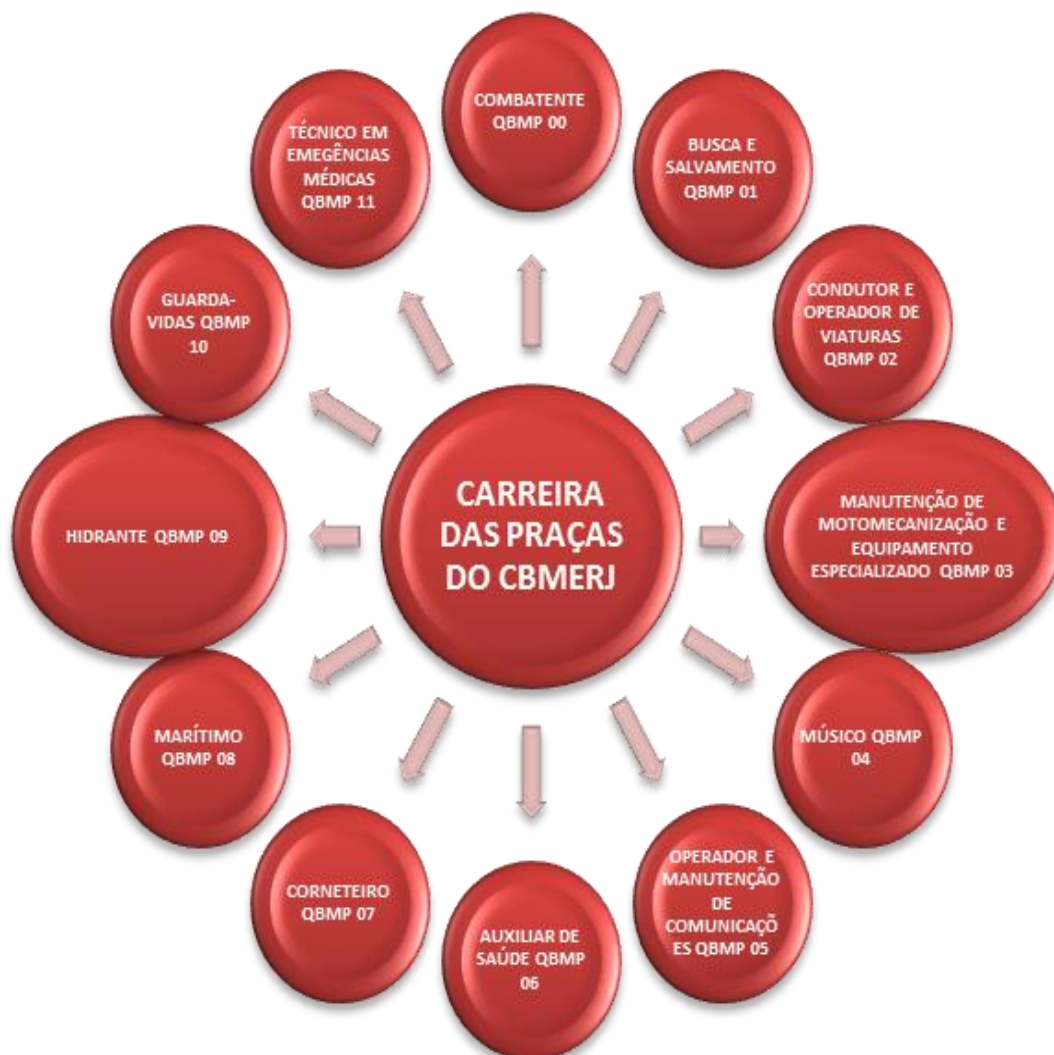 CARREIRA
DAS PRAÇAS
DO CBMERJ
COMBATENTE
QBMP 00
BUSCA E
SALVAMENTO
QBMP 01
CONDUTOR E
OPERADOR DE
VIATURAS
QBMP 02
MANUTENÇÃO DE
MOTOMECANIZAÇÃO E
EQUIPAMENTO
ESPECIALIZADO QBMP 03
MÚSICO QBMP
04
OPERADOR E
MANUTENÇÃO
DE
COMUNICAÇÕ
ES QBMP 05
AUXILIAR DE
SAÚDE QBMP
06
CORNETEIRO
QBMP 07
MARÍTIMO
QBMP 08
HIDRANTE QBMP 09
GUARDA-
VIDAS QBMP
10
TÉCNICO EM
EMEGÊNCIAS
MÉDICAS
QBMP 11